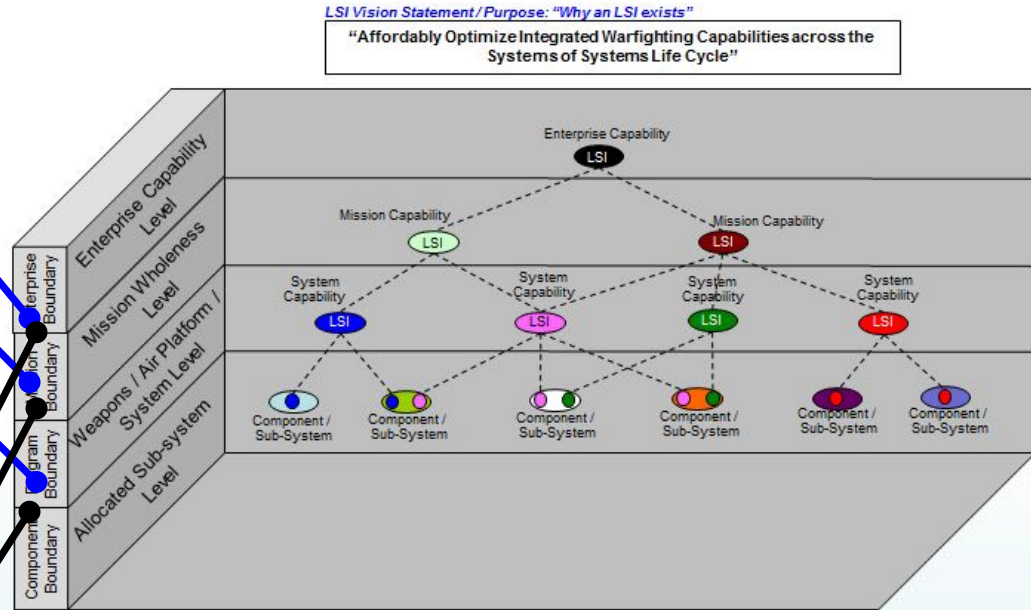 LSI Vision Statement / Purpose: "Why an LSI exists"
“Affordably Optimize Integrated Warfighting Capabilities across the
Systems of Systems Life Cycle”
Enterprise Capability
LSI
Mission Capability
LSI
Mission Capability
LSI
System
Capability
LSI
System
Capability
LSI
System
Capability
LSI
System
Capability
LSI
Component /
Sub-System
Component /
Sub-System
Component /
Sub-System
Component /
Sub-System
Component /
Sub-System
Component /
Sub-System
Enterprise Capability
Level
Mission Wholeness
Level
Weapons / Air Platform /
System Level
Allocated Sub-system
Level
Enterprise
Boundary
Boundary
Boundary
Component
Boundary